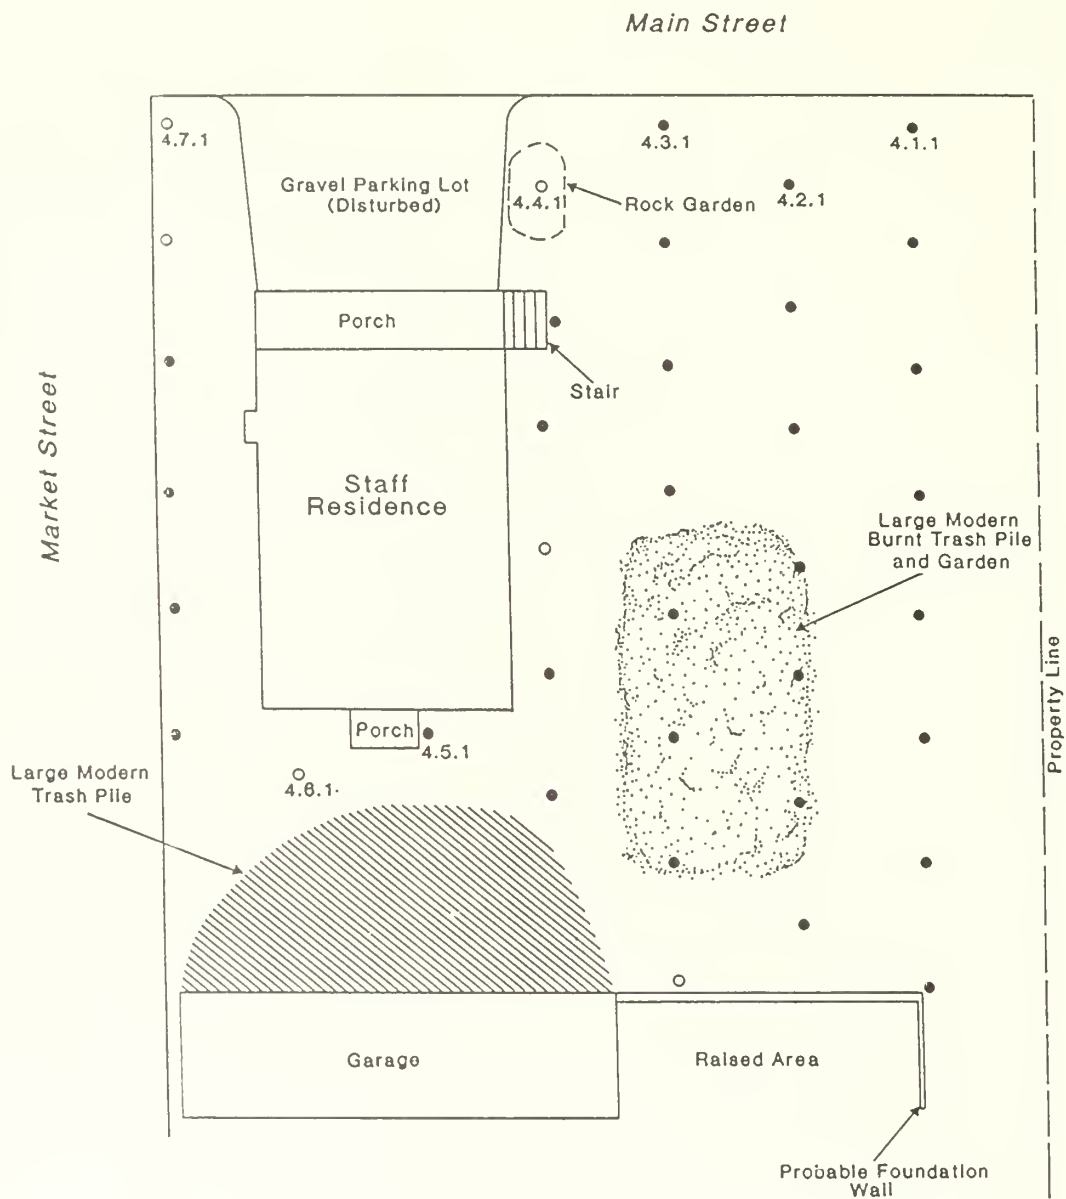 Main Street
4.7.1
4.3.1
4.1.1
Gravel Parking Lot
(Disturbed)
4.4.1
Rock Garden
4.2.1
Porch
Stair
Market Street
Staff
Residence
Large Modern
Burnt Trash Pile
and Garden
Property Line
Porch
4.5.1
Large Modern
Trash Pile
4.6.1
Garage
Raised Area
Probable Foundation
Wall